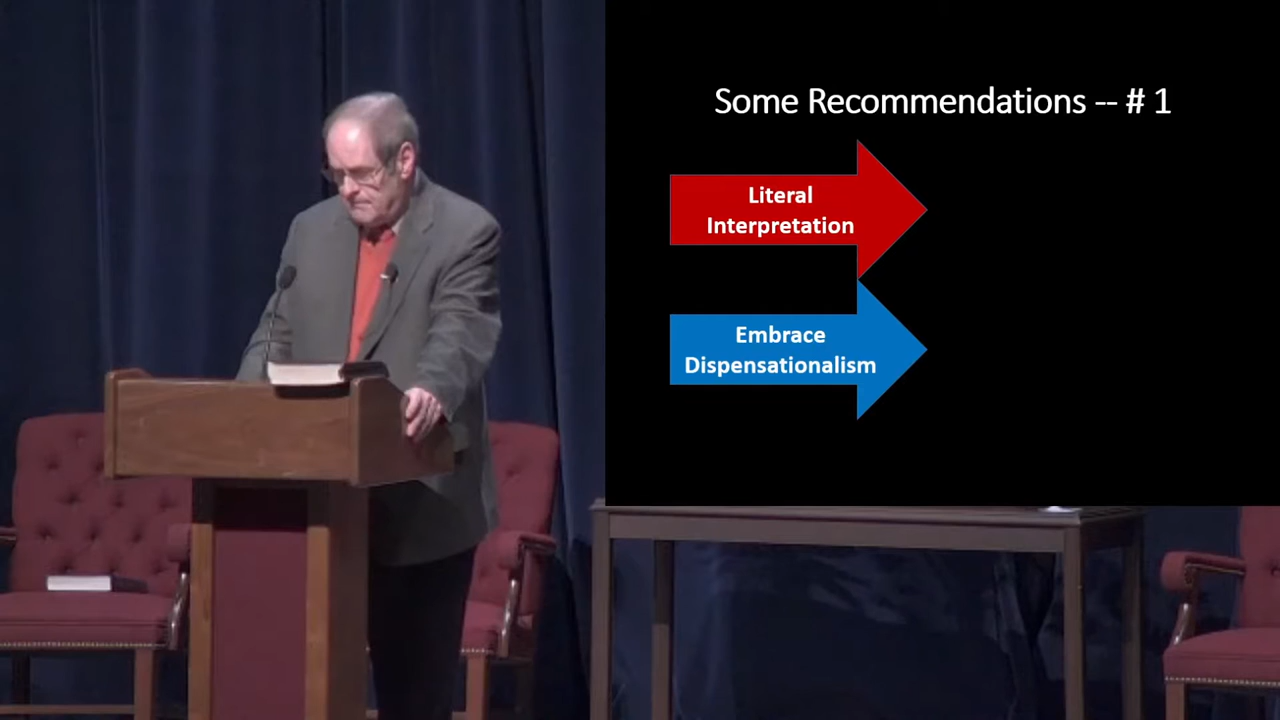 Some Recommendations -- # 1
Literal
Interpretation
Embrace
Dispensationalism